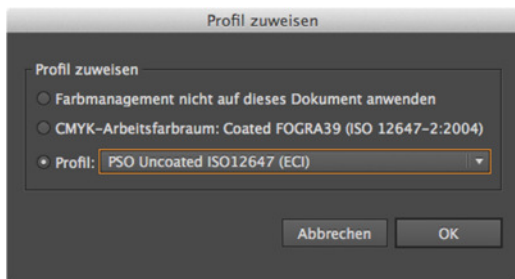 Profil zuweisen
Profil zuweisen
Farbmanagement nicht auf dieses Dokument anwenden
CMYK-Arbeitsfarbraum: Coated FOGRA39 (ISO 12647-2:2004)
Profil: PSO Uncoated ISO12647 (ECI)
Abbrechen OK